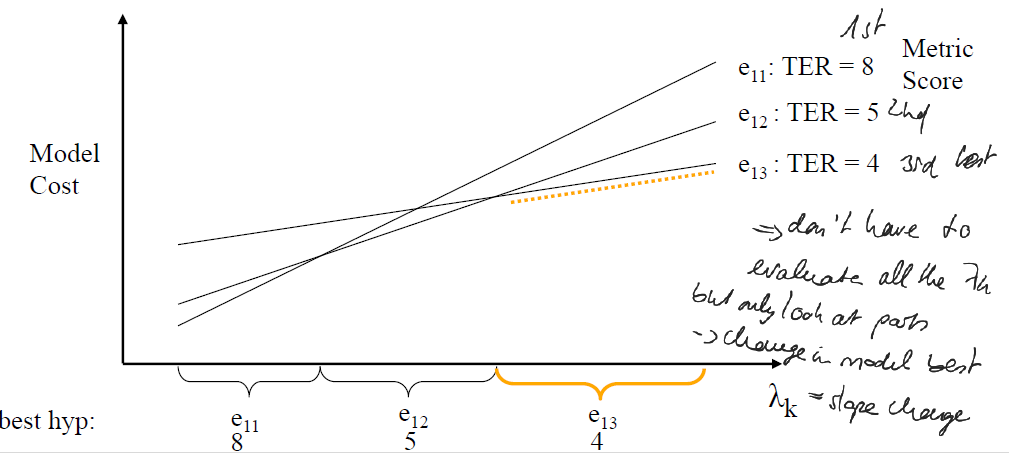 1st
Metric
Score
e11: TER = 8
e12 : TER = 5 2nd
e13: TER = 4 3rd best
Model
Cost
=> don't have to
evaluate all the λk
but only look at parts
-> change in model best
= slope change
λk
best hyp:
e11 e12 e13
8 5 4